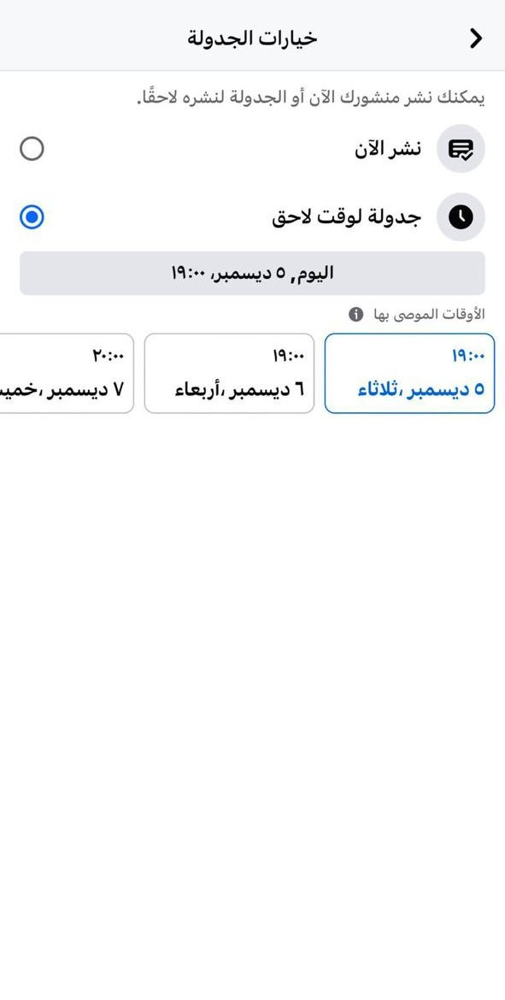 خيارات الجدولة
يمكنك نشر منشورك الآن أو الجدولة لنشره لاحقًا.
نشر الآن
جدولة لوقت لاحق
اليوم, ٥ ديسمبر، ١٩:٠٠
الأوقات الموصى بها
١٩:٠٠
٥ ديسمبر ،ثلاثاء
١٩:٠٠
٦ ديسمبر ،أربعاء
٢٠:٠٠
٧ ديسمبر ،